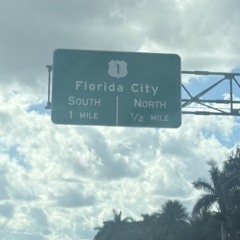 1
Florida City
SOUTH NORTH
1 MILE 1/2 MILE